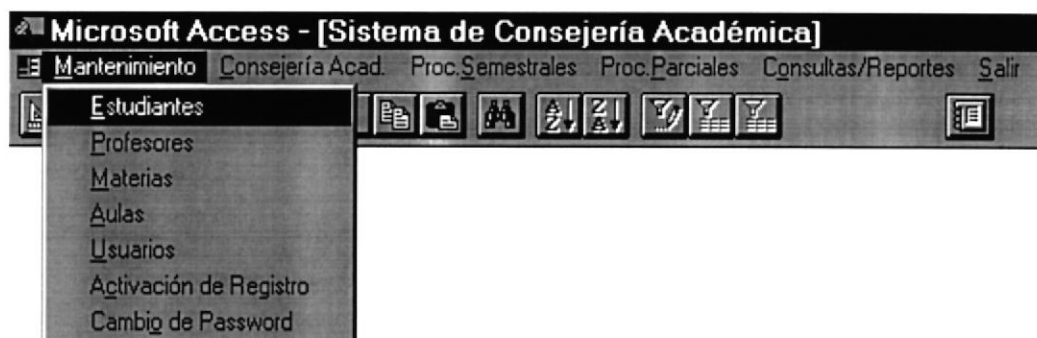 Microsoft Access - [Sistema de Consejería Académica]
Mantenimiento Consejería Acad. Proc.Semestrales Proc.Parciales Consultas/Reportes Salir
Estudiantes
Profesores
Materias
Aulas
Usuarios
Activación de Registro
Cambio de Password